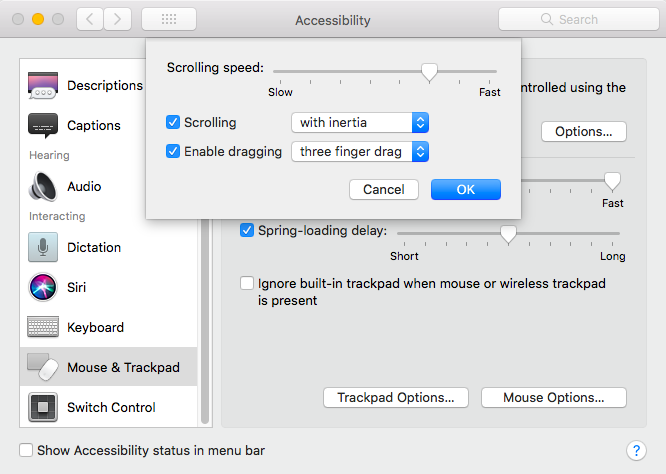 Accessibility
Search
Descriptions
Captions
Hearing
Audio
Interacting
Dictation
Siri
Keyboard
Mouse & Trackpad
Switch Control
Scrolling speed:
Slow Fast
Scrolling with inertia
Enable dragging three finger drag
Cancel OK
ntrolled using the
Options...
Fast
Spring-loading delay:
Short Long
Ignore built-in trackpad when mouse or wireless trackpad
is present
Trackpad Options... Mouse Options...
Show Accessibility status in menu bar
?